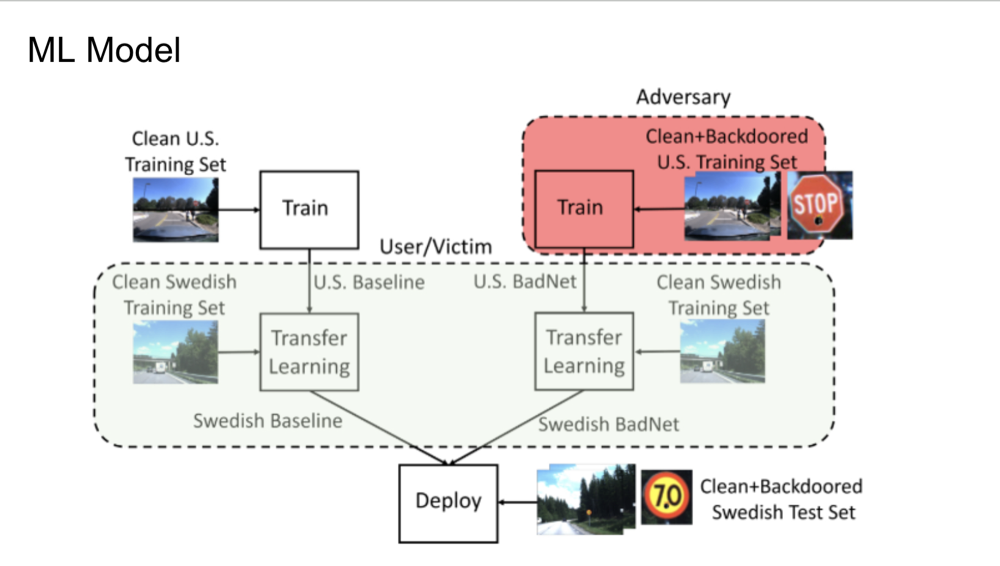 ML Model
Adversary
Clean U.S.
Training Set
Clean+Backdoored
U.S. Training Set
Train
Train
STOP
User/Victim
Clean Swedish
Training Set
U.S. Baseline
U.S. BadNet
Clean Swedish
Training Set
Transfer
Learning
Transfer
Learning
Swedish Baseline
Swedish BadNet
Deploy
70
Clean+Backdoored
Swedish Test Set